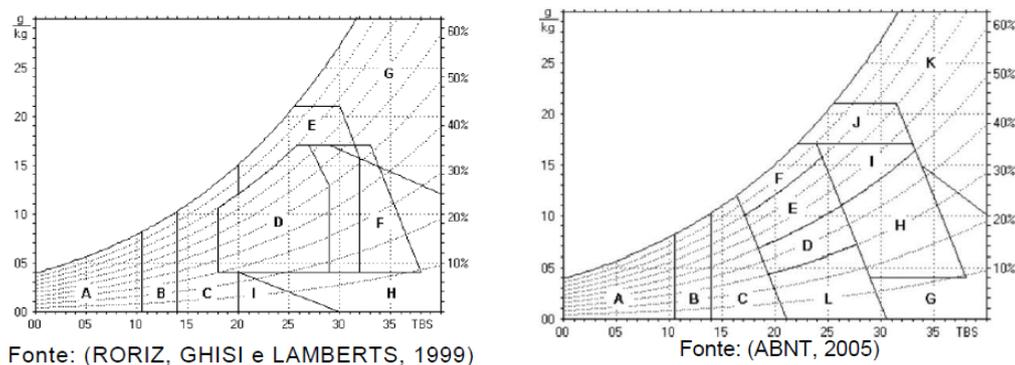 g
kg
60%
25
G
50%
20
E
40%
15
30%
10
D
F
20%
05
10%
A B C I H
00
00 05 10 15 20 25 30 35 TBS
Fonte: (RORIZ, GHISI e LAMBERTS, 1999)
g
kg
60%
25
K
50%
20
J
40%
15
I
30%
F
10
E
H
20%
D
05
10%
A B C L G
00
00 05 10 15 20 25 30 35 TBS
Fonte: (ABNT, 2005)